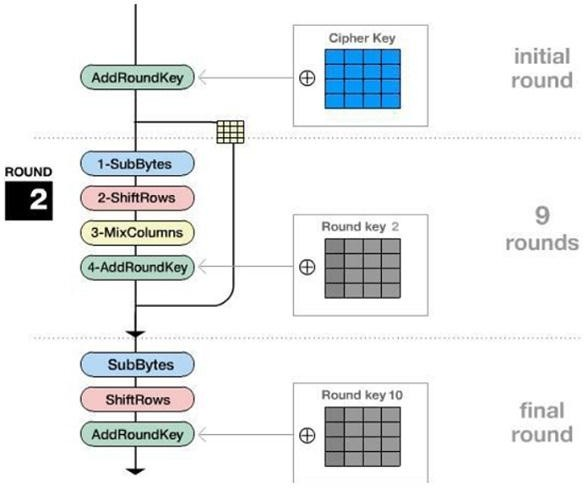 Cipher Key
AddRoundKey
⊕
initial
round
ROUND
2
1-SubBytes
2-ShiftRows
3-MixColumns
4-AddRoundKey
Round key 2
⊕
9
rounds
SubBytes
ShiftRows
AddRoundKey
Round key 10
⊕
final
round